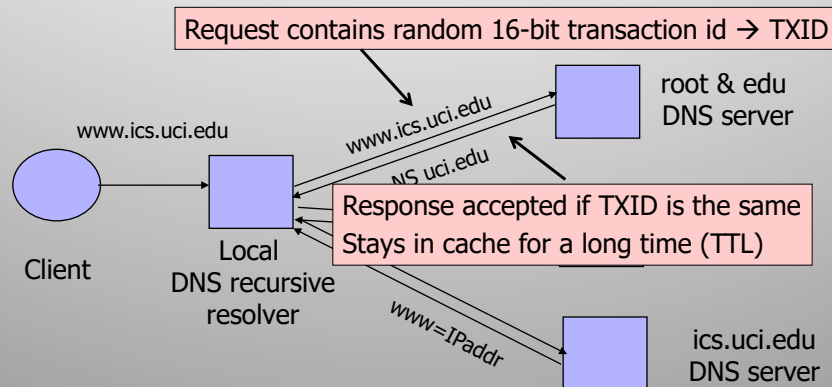 Request contains random 16-bit transaction id → TXID
root & edu
DNS server
www.ics.uci.edu
www.ics.uci.edu
NS uci.edu
Response accepted if TXID is the same
Stays in cache for a long time (TTL)
Client
Local
DNS recursive
resolver
www=IPaddr
ics.uci.edu
DNS server